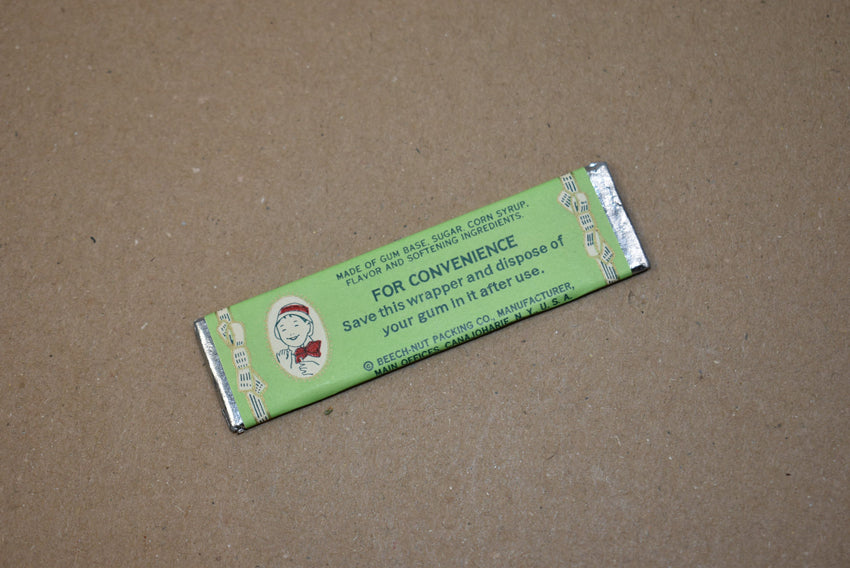 MADE OF GUM BASE, SUGAR, CORN SYRUP,
FLAVOR AND SOFTENING INGREDIENTS.
FOR CONVENIENCE
Save this wrapper and dispose of
your gum in it after use.
© BEECH-NUT PACKING CO., MANUFACTURER,
MAIN OFFICES, CANAJOHARIE, N. Y., U. S. A.